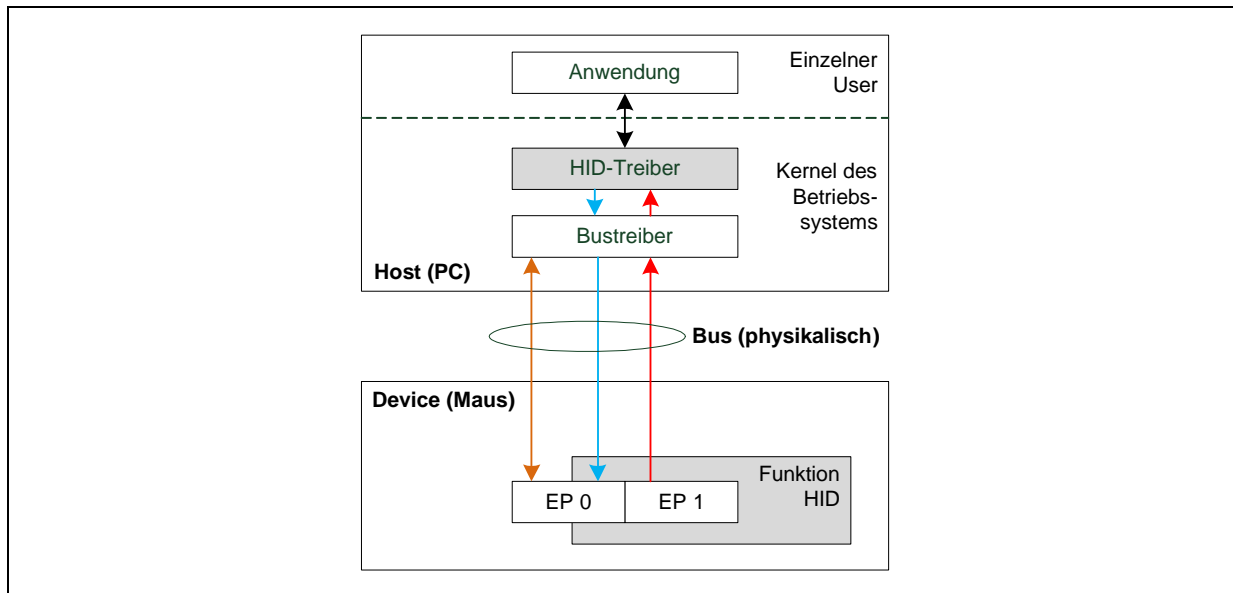 Anwendung
Einzelner
User
HID-Treiber
Kernel des
Betriebs-
systems
Bustreiber
Host (PC)
Bus (physikalisch)
Device (Maus)
Funktion
HID
EP 0
EP 1